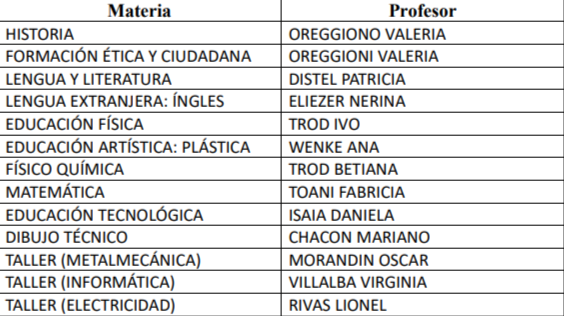 Materia Profesor
HISTORIA OREGGIONO VALERIA
FORMACIÓN ÉTICA Y CIUDADANA OREGGIONI VALERIA
LENGUA Y LITERATURA DISTEL PATRICIA
LENGUA EXTRANJERA: ÍNGLES ELIEZER NERINA
EDUCACIÓN FÍSICA TROD IVO
EDUCACIÓN ARTÍSTICA: PLÁSTICA WENKE ANA
FÍSICO QUÍMICA TROD BETIANA
MATEMÁTICA TOANI FABRICIA
EDUCACIÓN TECNOLÓGICA ISAIA DANIELA
DIBUJO TÉCNICO CHACON MARIANO
TALLER (METALMECÁNICA) MORANDIN OSCAR
TALLER (INFORMÁTICA) VILLALBA VIRGINIA
TALLER (ELECTRICIDAD) RIVAS LIONEL